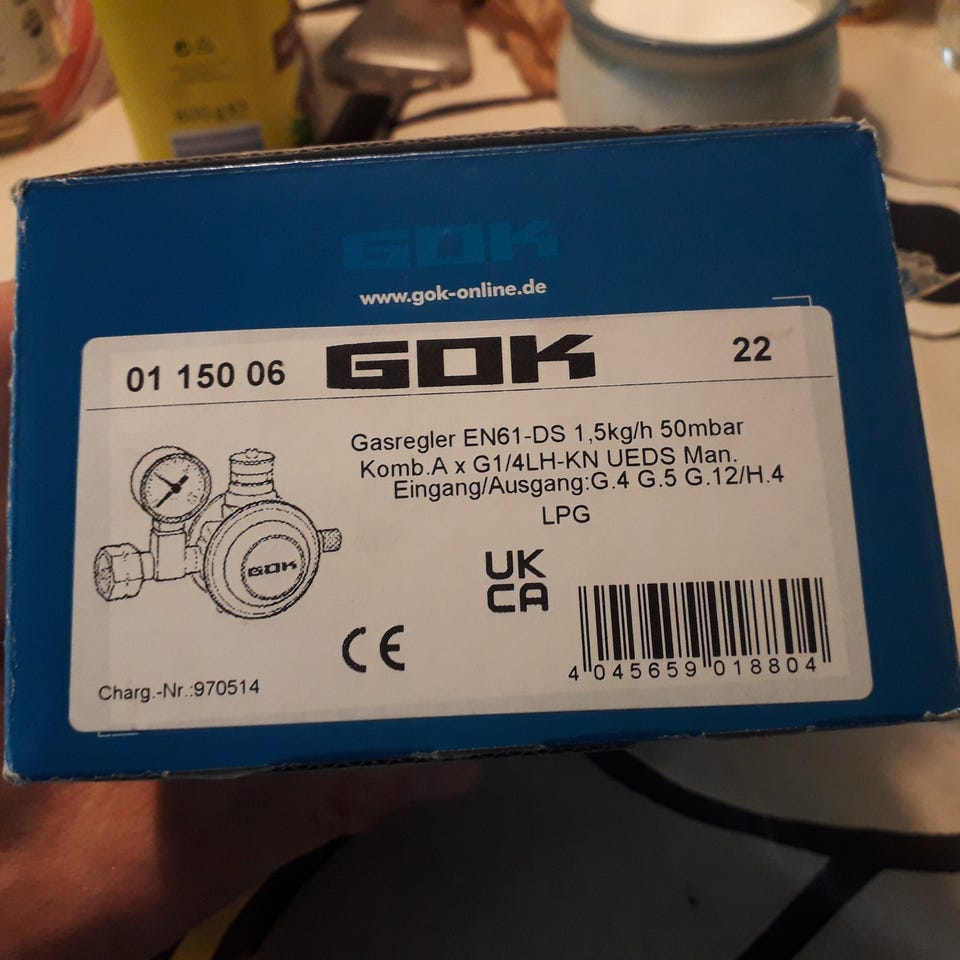 GOK
www.gok-online.de
01 150 06 GOK 22
Gasregler EN61-DS 1,5kg/h 50mbar
Komb.A x G1/4LH-KN UEDS Man.
Eingang/Ausgang:G.4 G.5 G.12/H.4
LPG
GOK
UK
CA
CE
4 045659 018804
Charg.-Nr.:970514